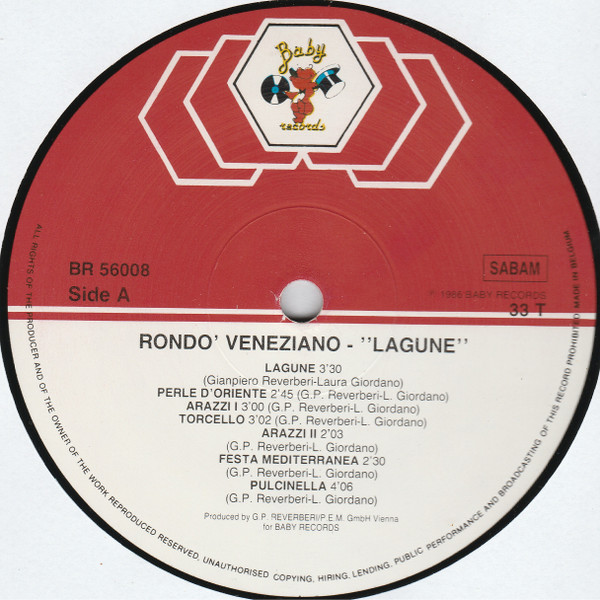 Baby
records
BR 56008
Side A
SABAM
℗ 1986 BABY RECORDS
33 T
RONDO' VENEZIANO - ''LAGUNE''
LAGUNE 3'30
(Gianpiero Reverberi-Laura Giordano)
PERLE D'ORIENTE 2'45 (G.P. Reverberi-L. Giordano)
ARAZZI I 3'00 (G.P. Reverberi-L. Giordano)
TORCELLO 3'02 (G.P. Reverberi-L. Giordano)
ARAZZI II 2'03
(G.P. Reverberi-L. Giordano)
FESTA MEDITERRANEA 2'30
(G.P. Reverberi-L. Giordano)
PULCINELLA 4'06
(G.P. Reverberi-L. Giordano)
Produced by G.P. REVERBERI/P.E.M. GmbH Vienna
for BABY RECORDS
ALL RIGHTS OF THE PRODUCER AND OF THE OWNER OF THE WORK REPRODUCED RESERVED. UNAUTHORISED COPYING, HIRING, LENDING, PUBLIC PERFORMANCE AND BROADCASTING OF THIS RECORD PROHIBITED MADE IN BELGIUM